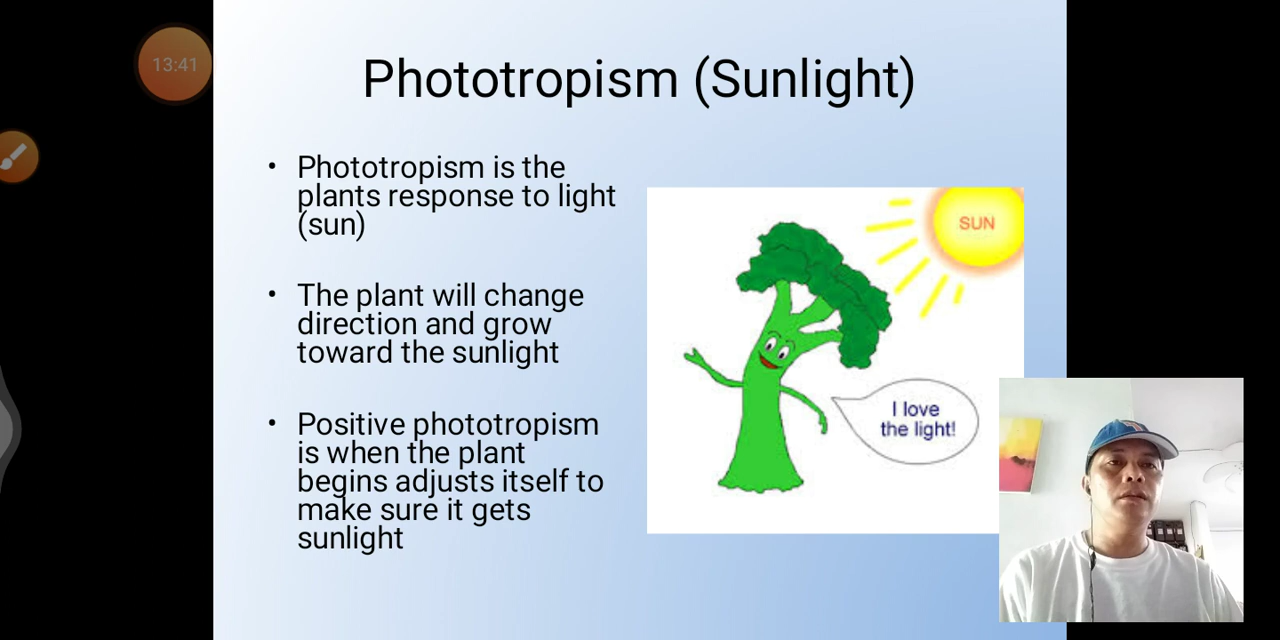 13:41
Phototropism (Sunlight)
• Phototropism is the
plants response to light
(sun)
• The plant will change
direction and grow
toward the sunlight
• Positive phototropism
is when the plant
begins adjusts itself to
make sure it gets
sunlight
SUN
I love
the light!